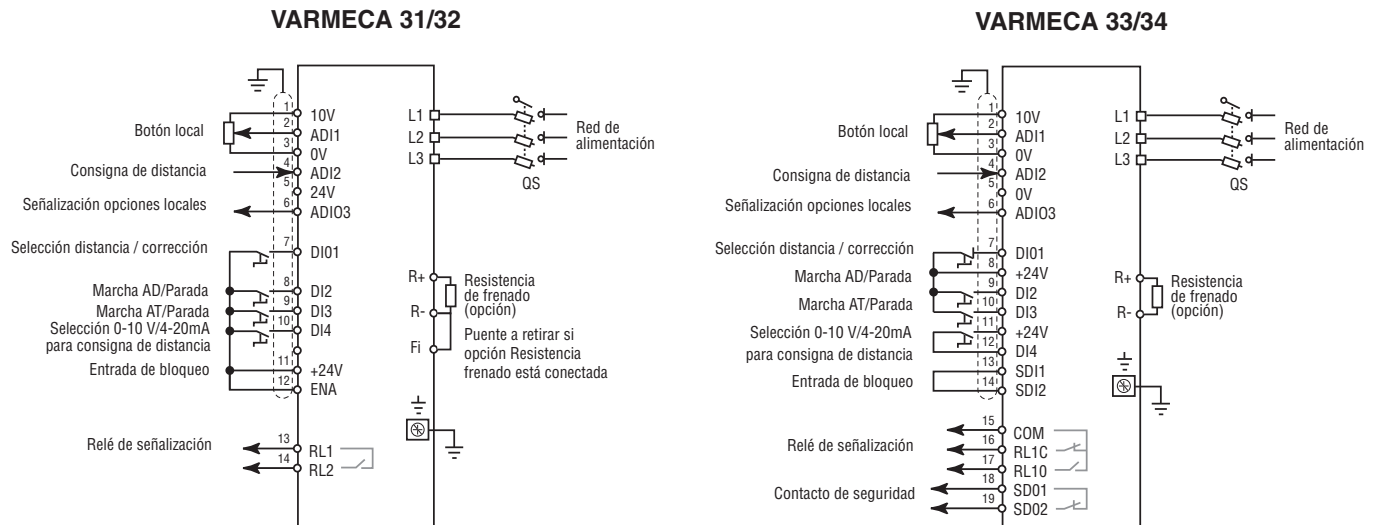 VARMECA 31/32
Botón local
Consigna de distancia
Señalización opciones locales
Selección distancia / corrección
Marcha AD/Parada
Marcha AT/Parada
Selección 0-10 V/4-20mA
para consigna de distancia
Entrada de bloqueo
Relé de señalización
1 10V
2 ADI1
3 0V
4 ADI2
5 24V
6 ADIO3
7 DI01
8 DI2
9 DI3
10 DI4
11 +24V
12 ENA
13 RL1
14 RL2
L1
L2
L3
QS
Red de
alimentación
R+
R-
Fi
Resistencia
de frenado
(opción)
Puente a retirar si
opción Resistencia
frenado está conectada
VARMECA 33/34
Botón local
Consigna de distancia
Señalización opciones locales
Selección distancia / corrección
Marcha AD/Parada
Marcha AT/Parada
Selección 0-10 V/4-20mA
para consigna de distancia
Entrada de bloqueo
Relé de señalización
Contacto de seguridad
1 10V
2 ADI1
3 0V
4 ADI2
5 0V
6 ADIO3
7 DI01
8 +24V
9 DI2
10 DI3
11 +24V
12 DI4
13 SDI1
14 SDI2
15 COM
16 RL1C
17 RL10
18 SD01
19 SD02
L1
L2
L3
QS
Red de
alimentación
R+
R-
Resistencia
de frenado
(opción)